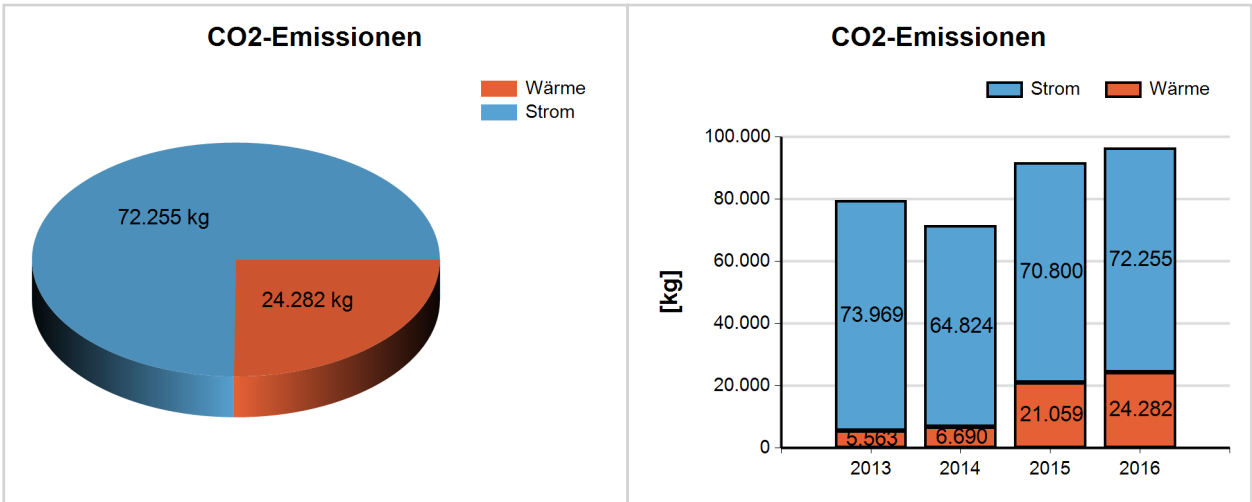 CO2-Emissionen
Wärme
Strom
72.255 kg
24.282 kg
CO2-Emissionen
Strom Wärme
[kg]
100.000
80.000
60.000
40.000
20.000
0
73.969
64.824
70.800
72.255
5.563
6.690
21.059
24.282
2013 2014 2015 2016